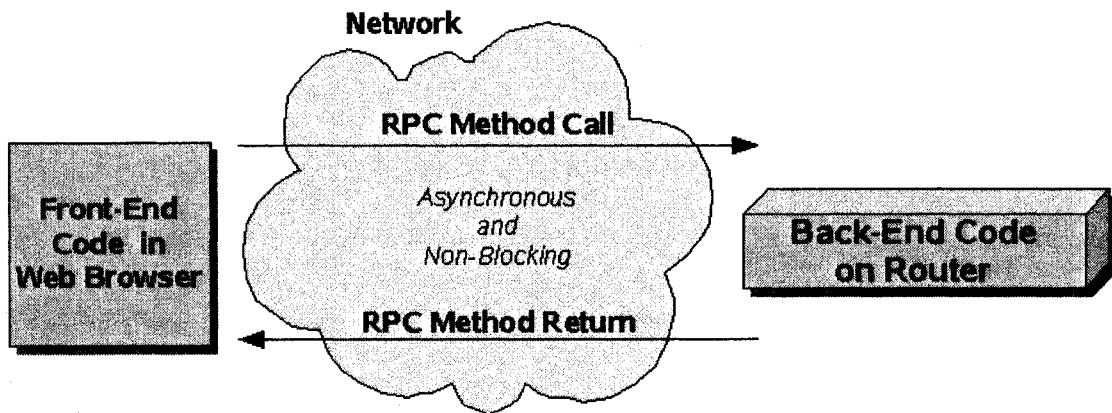 Network
RPC Method Call
Front-End
Code in
Web Browser
Asynchronous
and
Non-Blocking
Back-End Code
on Router
RPC Method Return